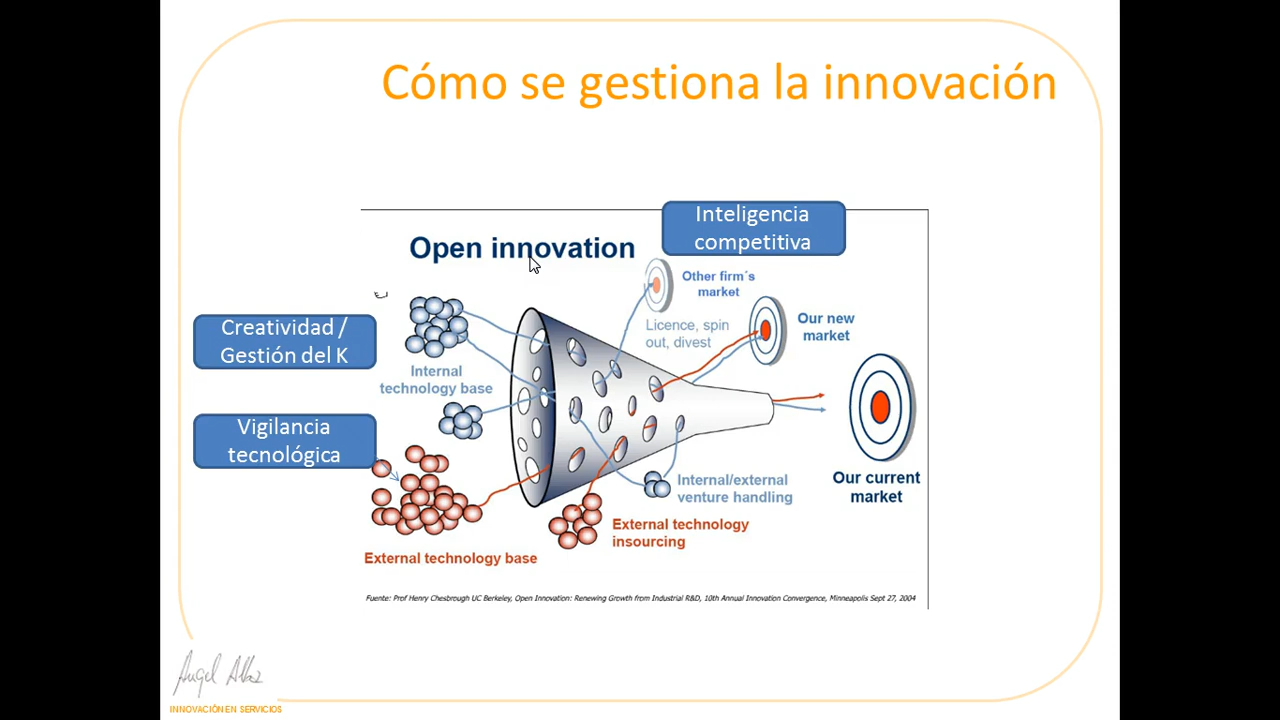 Cómo se gestiona la innovación
Inteligencia
competitiva
Open innovation
Other firm´s
market
Licence, spin
out, divest
Our new
market
Creatividad /
Gestión del K
Internal
technology base
Vigilancia
tecnológica
Internal/external
venture handling
Our current
market
External technology
insourcing
External technology base
Fuente: Prof Henry Chesbrough UC Berkeley, Open Innovation: Renewing Growth from Industrial R&D, 10th Annual Innovation Convergence, Minneapolis Sept 27, 2004
Angel Alba
INNOVACIÓN EN SERVICIOS